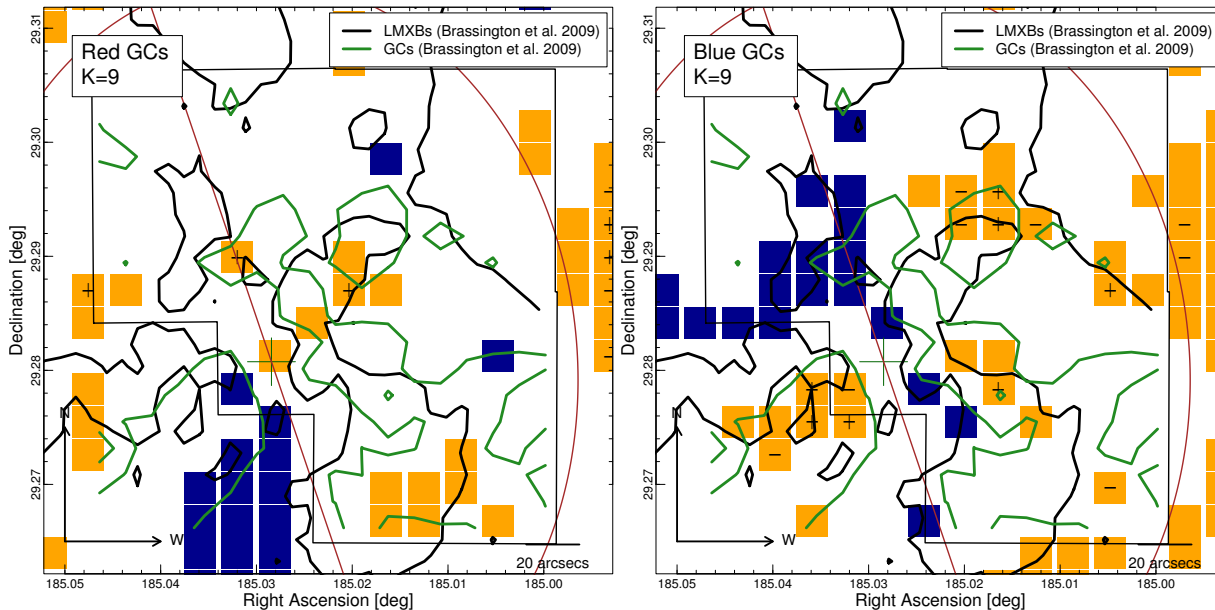 Red GCs
K=9
LMXBs (Brassington et al. 2009)
GCs (Brassington et al. 2009)
Declination [deg]
29.31
29.30
29.29
29.28
29.27
N
W
20 arcsecs
185.05
185.04
185.03
185.02
185.01
185.00
Right Ascension [deg]
Blue GCs
K=9
LMXBs (Brassington et al. 2009)
GCs (Brassington et al. 2009)
Declination [deg]
29.31
29.30
29.29
29.28
29.27
N
W
20 arcsecs
185.05
185.04
185.03
185.02
185.01
185.00
Right Ascension [deg]